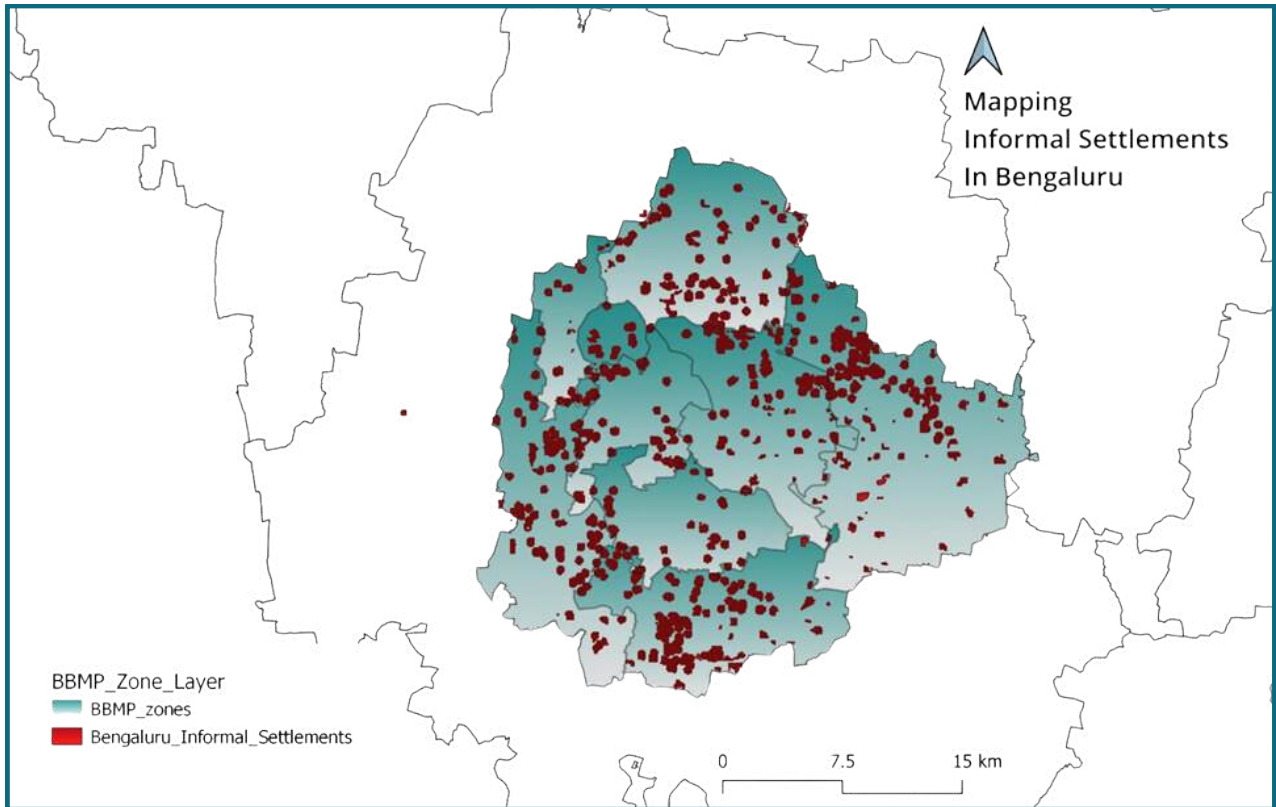 Mapping
Informal Settlements
In Bengaluru
BBMP_Zone_Layer
BBMP_zones
Bengaluru_Informal_Settlements
0 7.5 15 km